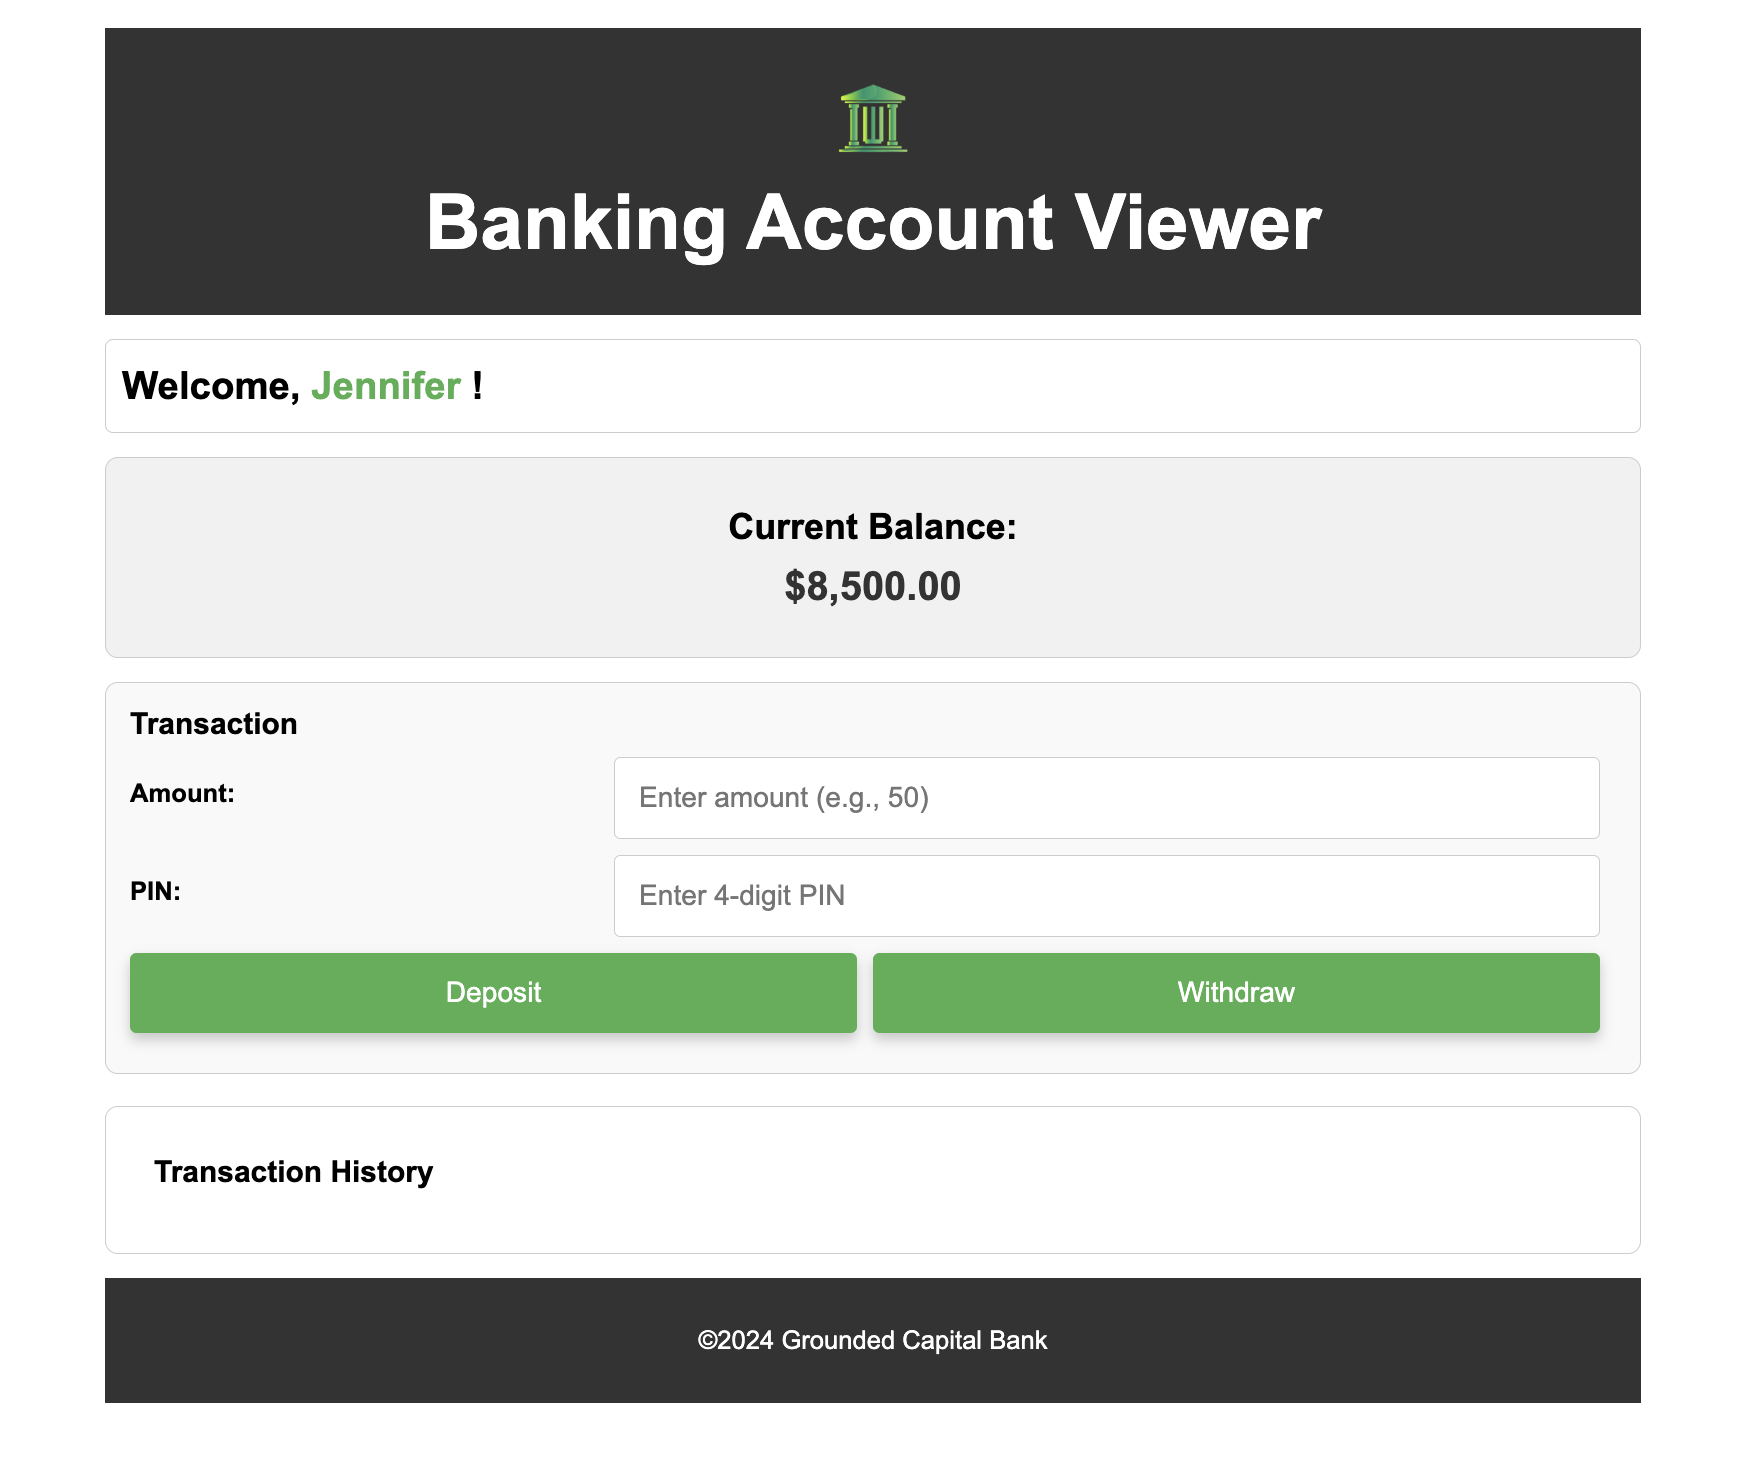 Banking Account Viewer
Welcome, Jennifer !
Current Balance:
$8,500.00
Transaction
Amount:
Enter amount (e.g., 50)
PIN:
Enter 4-digit PIN
Deposit
Withdraw
Transaction History
©2024 Grounded Capital Bank